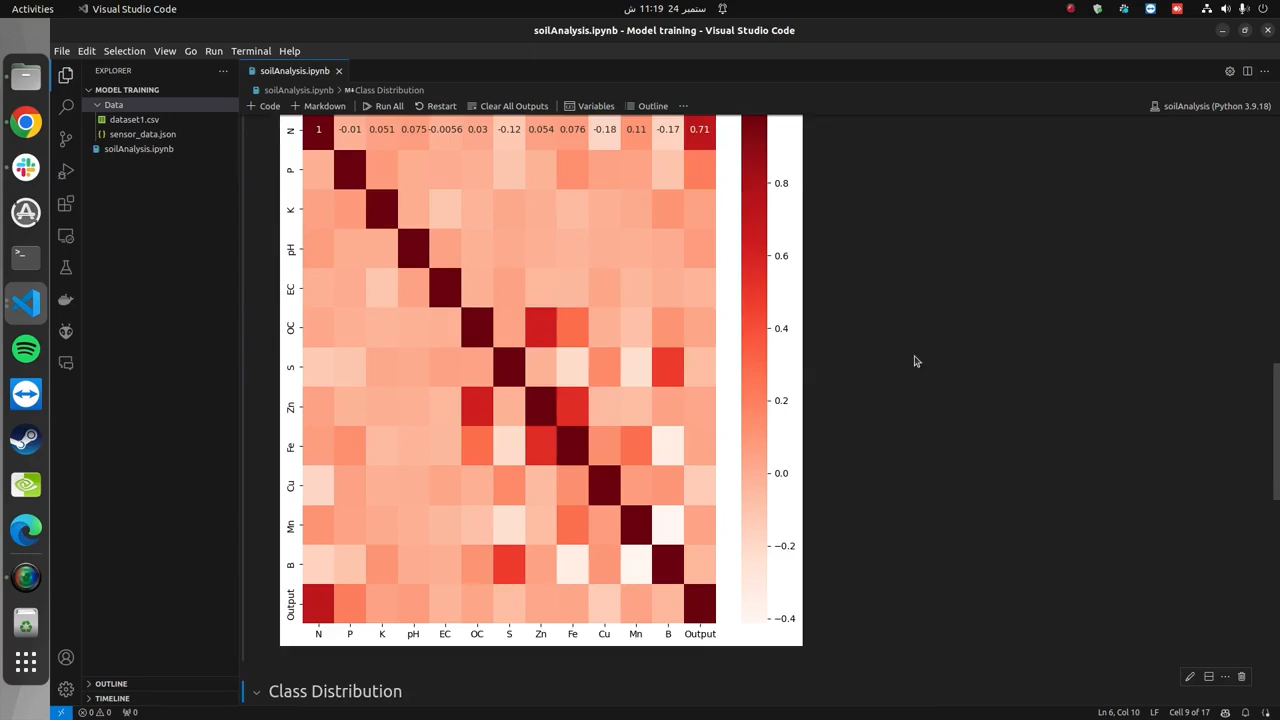 Activities
Visual Studio Code
ش 11:19 24 ستمبر
soilAnalysis.ipynb - Model training - Visual Studio Code
File Edit Selection View Go Run Terminal Help
EXPLORER
soilAnalysis.ipynb
MODEL TRAINING
soilAnalysis.ipynb > Class Distribution
Data
dataset1.csv
sensor_data.json
soilAnalysis.ipynb
+ Code + Markdown Run All Restart Clear All Outputs Variables Outline
soilAnalysis (Python 3.9.18)
N 1 -0.01 0.051 0.075 -0.0056 0.03 -0.12 0.054 0.076 -0.18 0.11 -0.17 0.71
P
K
pH
EC
OC
S
Zn
Fe
Cu
Mn
B
Output
N P K pH EC OC S Zn Fe Cu Mn B Output
0.8
0.6
0.4
0.2
0.0
−0.2
−0.4
Class Distribution
OUTLINE
TIMELINE
0 0 0
Ln 6, Col 10 LF Cell 9 of 17